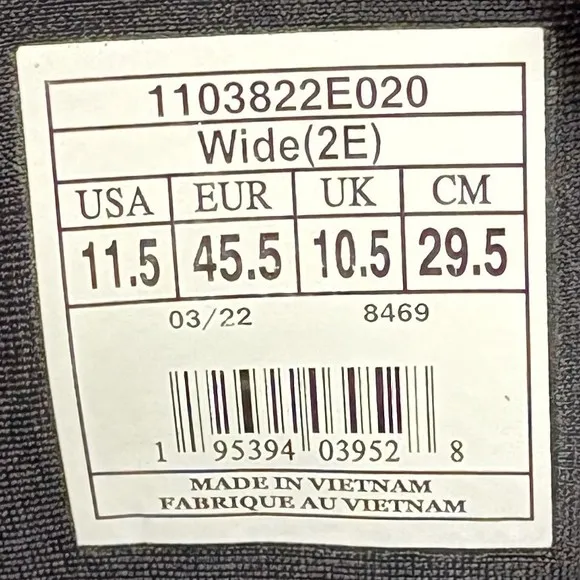 1103822E020
Wide(2E)
USA EUR UK CM
11.5 45.5 10.5 29.5
03/22 8469
1 95394 03952 8
MADE IN VIETNAM
FABRIQUE AU VIETNAM